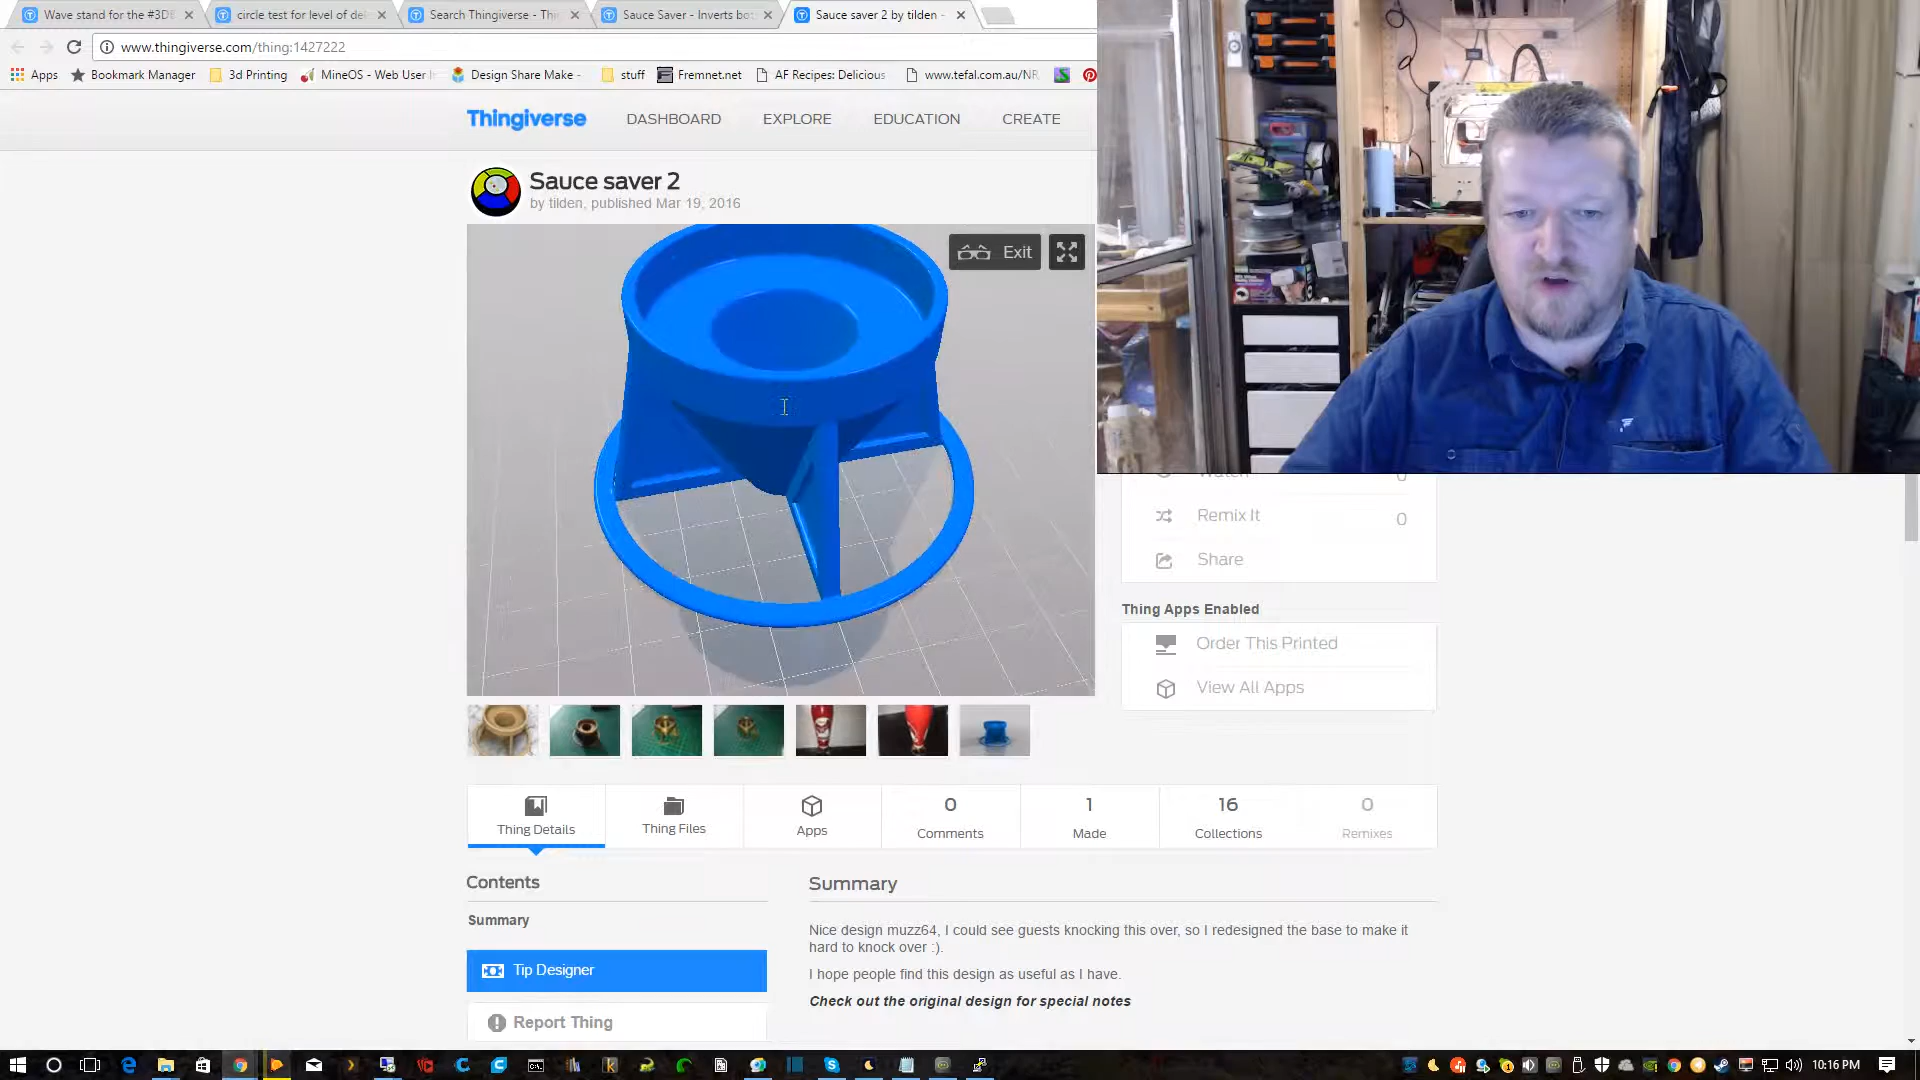 Wave stand for the #3DB
circle test for level of de
Search Thingiverse - Thi
Sauce Saver - Inverts bo
Sauce saver 2 by tilden -
www.thingiverse.com/thing:1427222
Apps
Bookmark Manager
3d Printing
MineOS - Web User I
Design Share Make -
stuff
Fremnet.net
AF Recipes: Delicious
www.tefal.com.au/NR
Thingiverse
DASHBOARD
EXPLORE
EDUCATION
CREATE
Sauce saver 2
by tilden, published Mar 19, 2016
Exit
Watch
0
Remix It
0
Share
Thing Apps Enabled
Order This Printed
View All Apps
Thing Details
Thing Files
Apps
0
Comments
1
Made
16
Collections
0
Remixes
Contents
Summary
Tip Designer
Report Thing
Summary
Nice design muzz64, I could see guests knocking this over, so I redesigned the base to make it
hard to knock over :).
I hope people find this design as useful as I have.
Check out the original design for special notes
10:16 PM